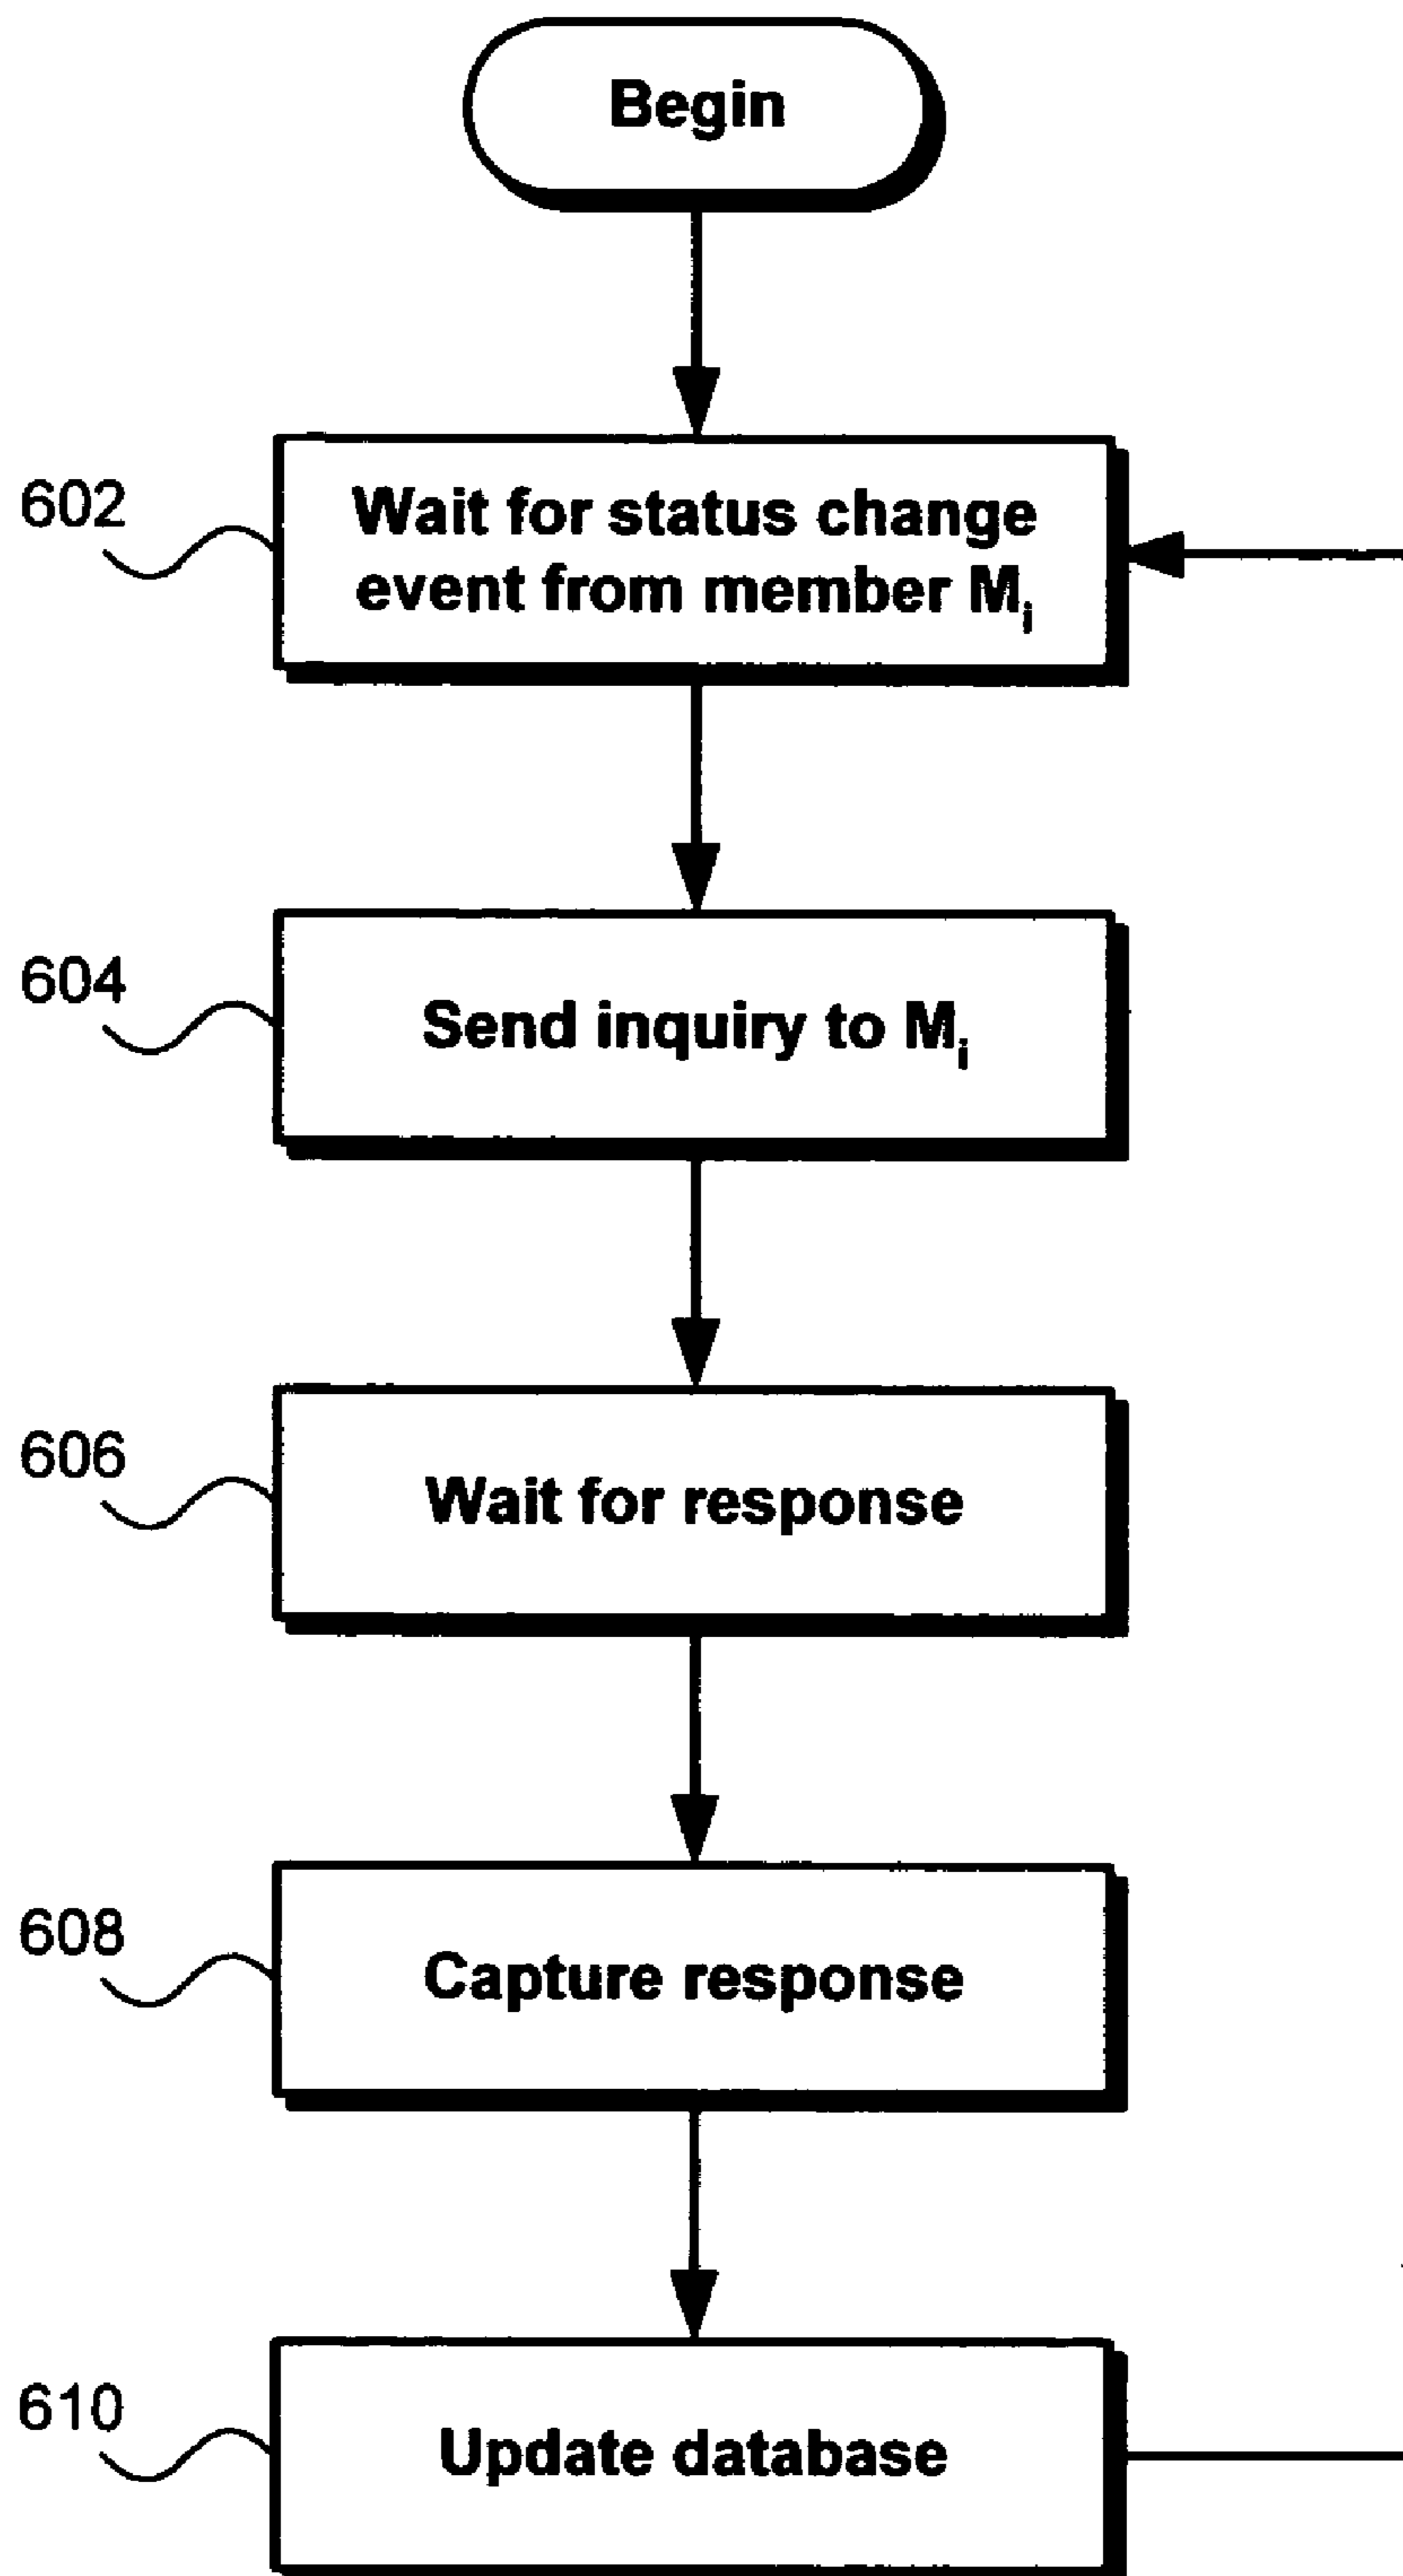 Begin
602
Wait for status change
event from member Mi
604
Send inquiry to Mi
606
Wait for response
608
Capture response
610
Update database